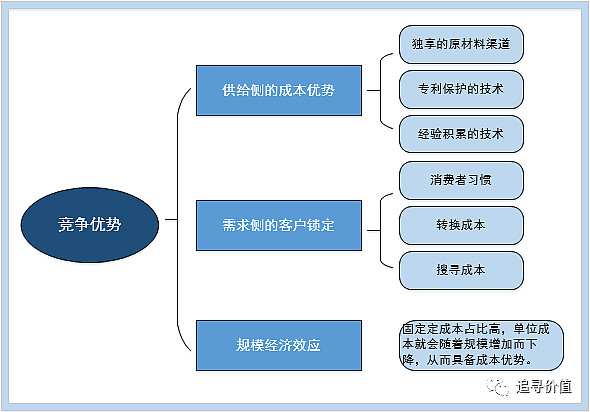 竞争优势
供给侧的成本优势
独享的原材料渠道
专利保护的技术
经验积累的技术
需求侧的客户锁定
消费者习惯
转换成本
搜寻成本
规模经济效应
固定定成本占比高，单位成
本就会随着规模增加而下
降，从而具备成本优势。
追寻价值